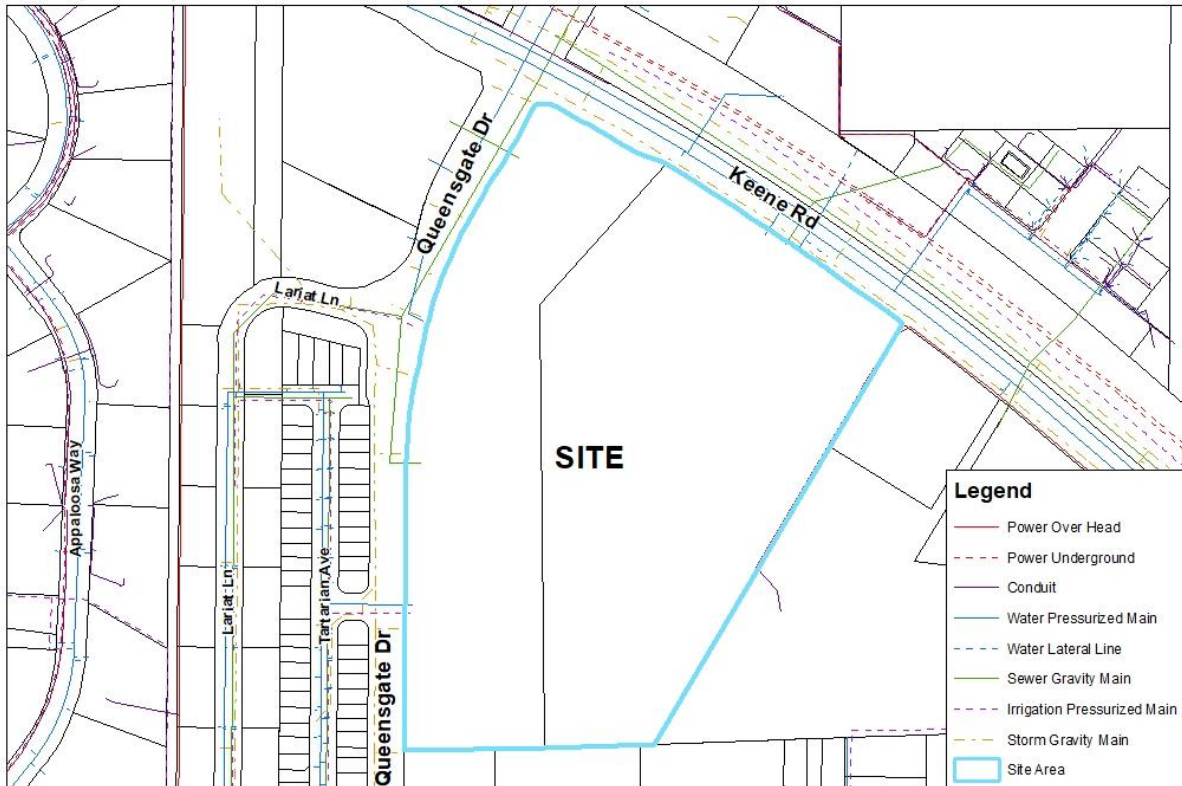 Queensgate Dr
Keene Rd
Lariat Ln
SITE
Appaloosa Way
Lariat Ln
Tartarian Ave
Queensgate Dr
Legend
Power Over Head
Power Underground
Conduit
Water Pressurized Main
Water Lateral Line
Sewer Gravity Main
Irrigation Pressurized Main
Storm Gravity Main
Site Area